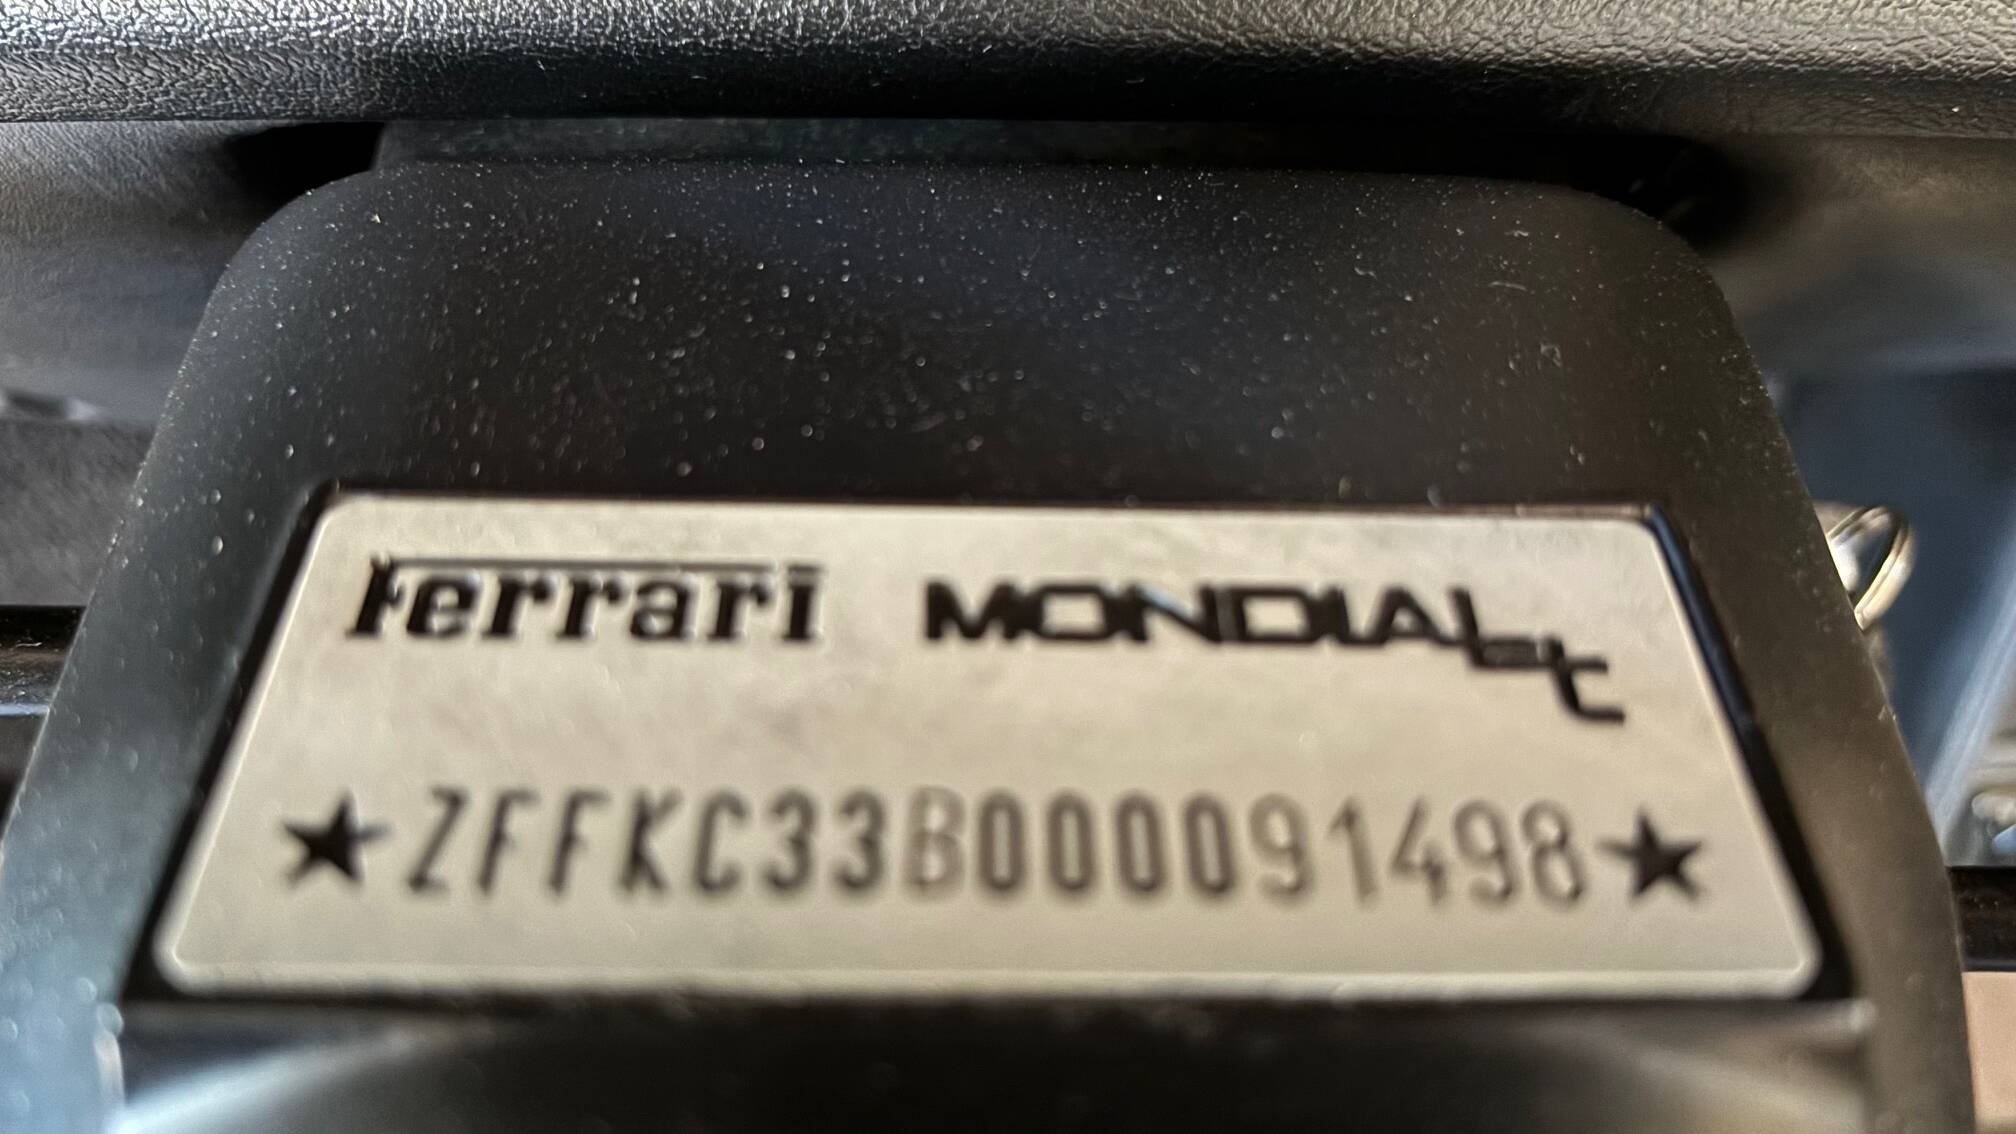 Ferrari MONDIAL t C
★ZFFKC33B000091498★